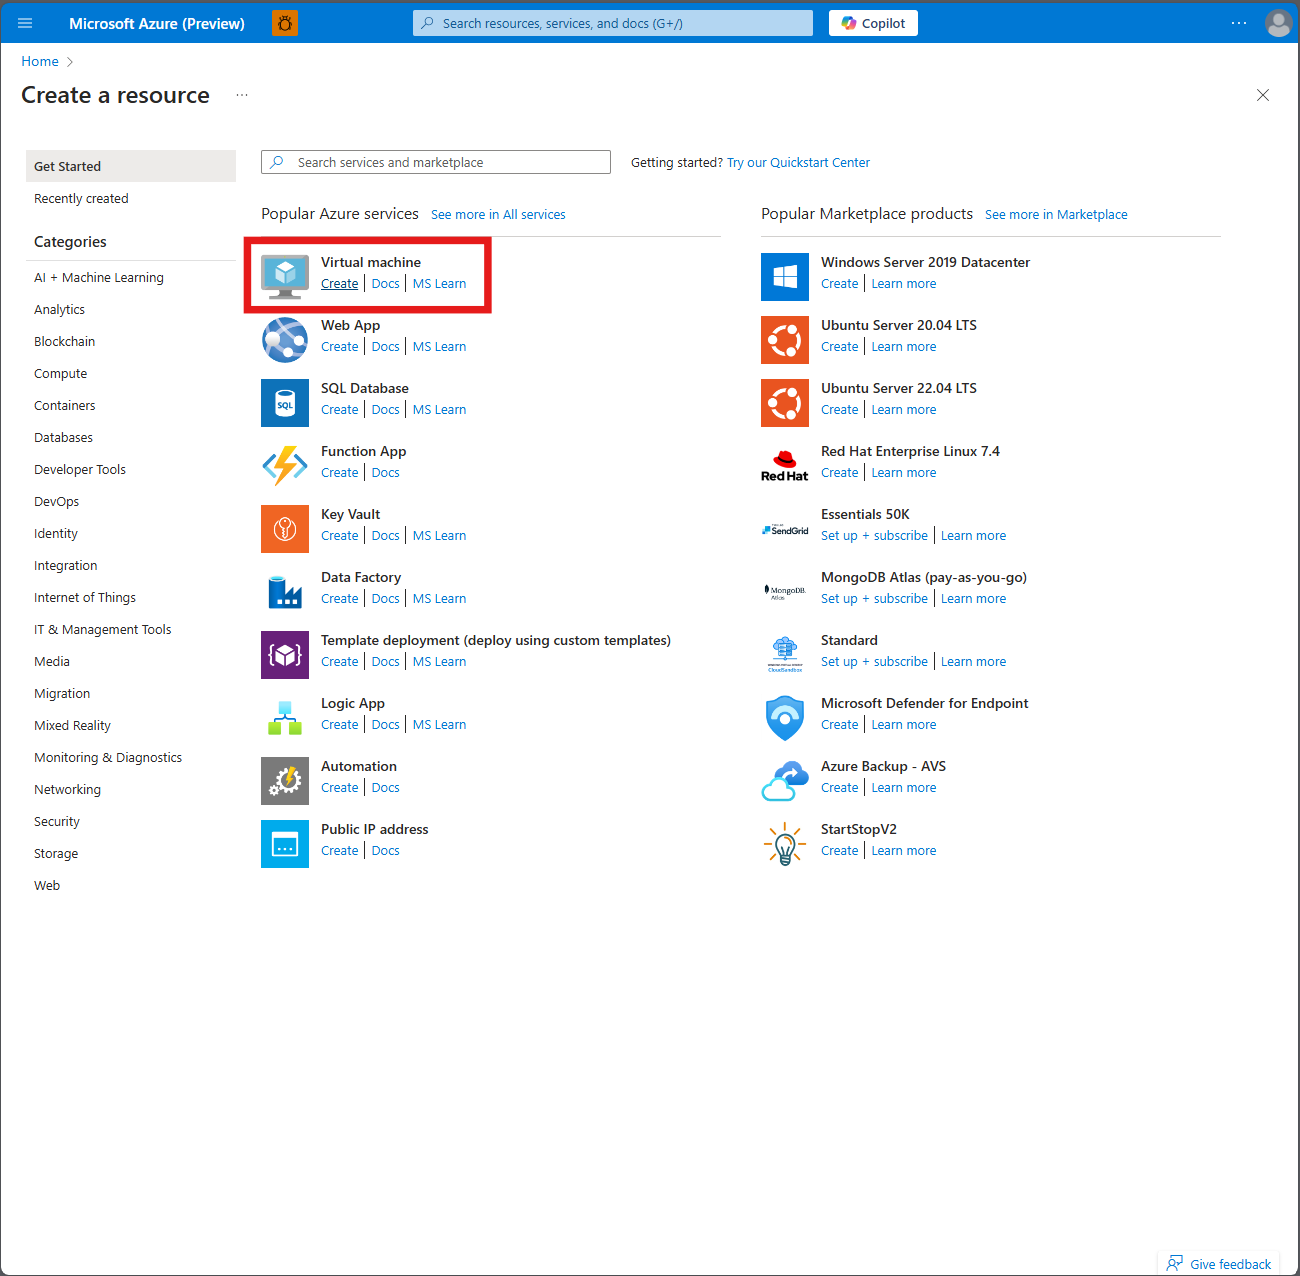 Microsoft Azure (Preview)
Search resources, services, and docs (G+/)
Copilot
Home
Create a resource
Get Started
Recently created
Categories
AI + Machine Learning
Analytics
Blockchain
Compute
Containers
Databases
Developer Tools
DevOps
Identity
Integration
Internet of Things
IT & Management Tools
Media
Migration
Mixed Reality
Monitoring & Diagnostics
Networking
Security
Storage
Web
Search services and marketplace
Getting started? Try our Quickstart Center
Popular Azure services See more in All services
Virtual machine
Create | Docs | MS Learn
Web App
Create | Docs | MS Learn
SQL
SQL Database
Create | Docs | MS Learn
Function App
Create | Docs
Key Vault
Create | Docs | MS Learn
Data Factory
Create | Docs | MS Learn
Template deployment (deploy using custom templates)
Create | Docs | MS Learn
Logic App
Create | Docs | MS Learn
Automation
Create | Docs
Public IP address
Create | Docs
Popular Marketplace products See more in Marketplace
Windows Server 2019 Datacenter
Create | Learn more
Ubuntu Server 20.04 LTS
Create | Learn more
Ubuntu Server 22.04 LTS
Create | Learn more
Red Hat
Red Hat Enterprise Linux 7.4
Create | Learn more
SendGrid
Essentials 50K
Set up + subscribe | Learn more
MongoDB.
Atlas
MongoDB Atlas (pay-as-you-go)
Set up + subscribe | Learn more
CloudSandbox
Standard
Set up + subscribe | Learn more
Microsoft Defender for Endpoint
Create | Learn more
Azure Backup - AVS
Create | Learn more
StartStopV2
Create | Learn more
Give feedback